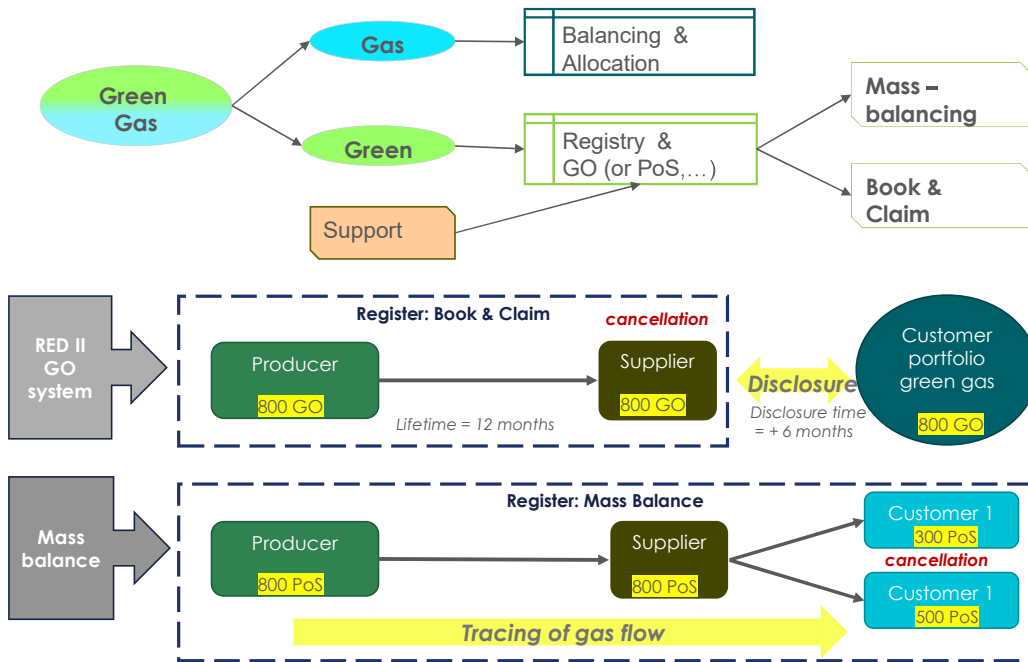 Green
Gas
Gas
Green
Balancing &
Allocation
Registry &
GO (or PoS,…)
Support
Mass –
balancing
Book &
Claim
RED II
GO
system
Register: Book & Claim
cancellation
Producer
800 GO
Supplier
800 GO
Lifetime = 12 months
Disclosure
Disclosure time
= + 6 months
Customer
portfolio
green gas
800 GO
Mass
balance
Register: Mass Balance
Producer
800 PoS
Supplier
800 PoS
Customer 1
300 PoS
cancellation
Customer 1
500 PoS
Tracing of gas flow